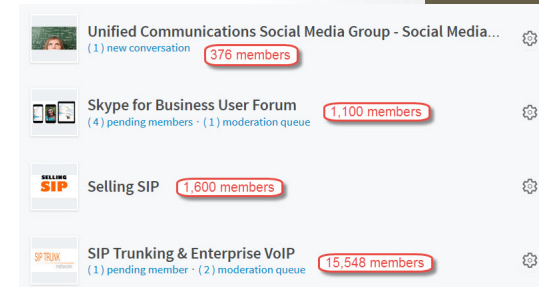 Unified Communications Social Media Group - Social Media...
(1) new conversation
376 members
Skype for Business User Forum
(4) pending members · (1) moderation queue
1,100 members
SELLING
SIP
Selling SIP
1,600 members
SIP TRUNK
network
SIP Trunking & Enterprise VoIP
(1) pending member · (2) moderation queue
15,548 members